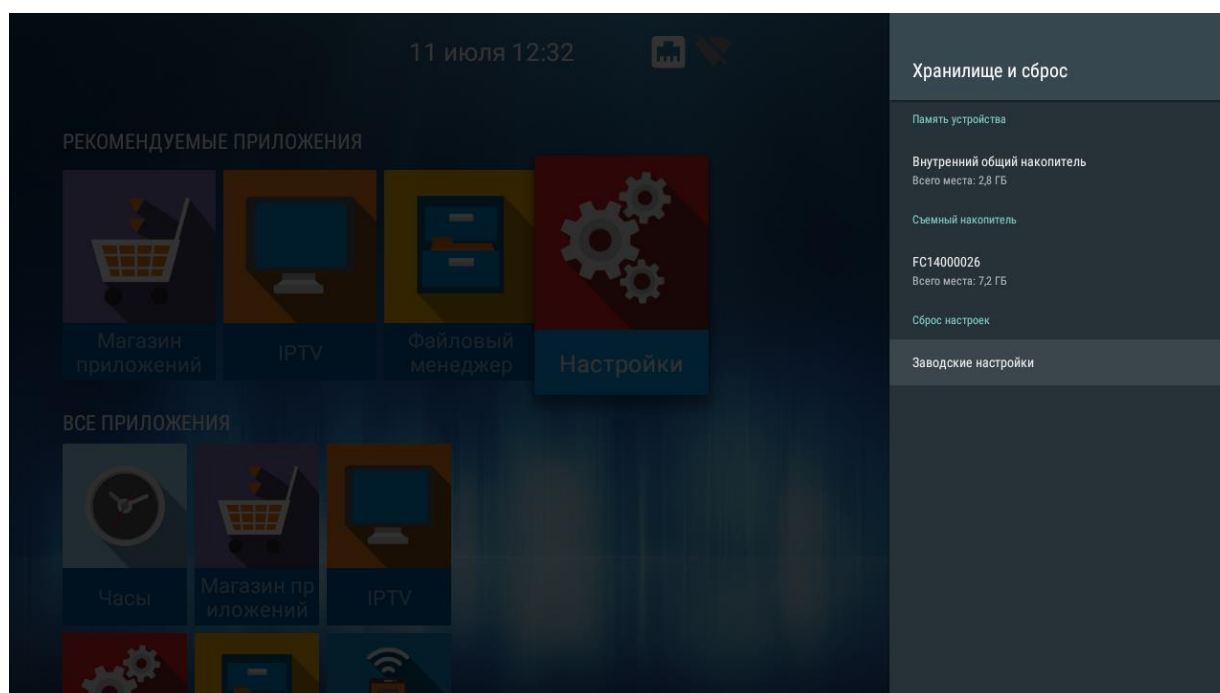 11 июля 12:32
РЕКОМЕНДУЕМЫЕ ПРИЛОЖЕНИЯ
Магазин
приложений
IPTV
Файловый
менеджер
Настройки
ВСЕ ПРИЛОЖЕНИЯ
Часы
Магазин пр
иложений
IPTV
Хранилище и сброс
Память устройства
Внутренний общий накопитель
Всего места: 2,8 ГБ
Съемный накопитель
FC14000026
Всего места: 7,2 ГБ
Сброс настроек
Заводские настройки